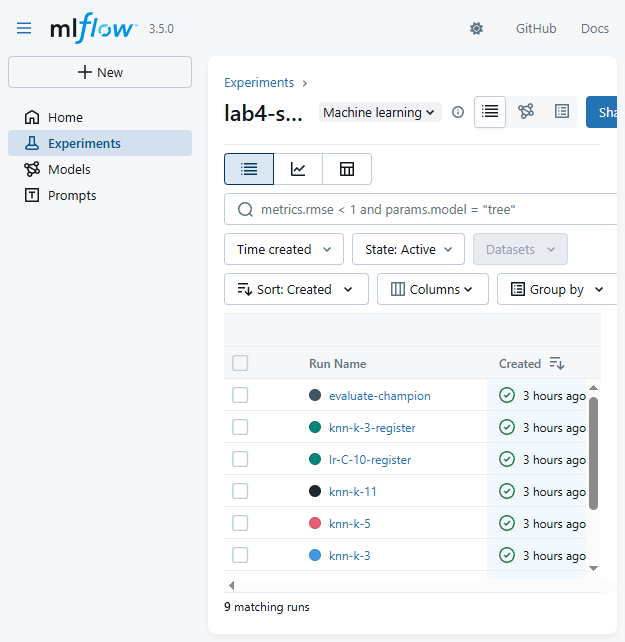 mlflow 3.5.0 GitHub Docs
New
Home
Experiments
Models
Prompts
Experiments
lab4-s... Machine learning Sha
metrics.rmse < 1 and params.model = "tree"
Time created State: Active Datasets
Sort: Created Columns Group by
Run Name Created
evaluate-champion 3 hours ago
knn-k-3-register 3 hours ago
lr-C-10-register 3 hours ago
knn-k-11 3 hours ago
knn-k-5 3 hours ago
knn-k-3 3 hours ago
9 matching runs